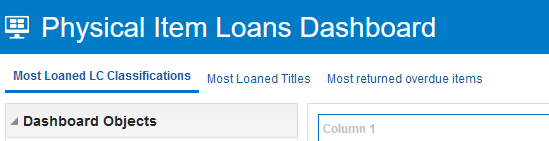 Physical Item Loans Dashboard
Most Loaned LC Classifications Most Loaned Titles Most returned overdue items
Dashboard Objects
Column 1